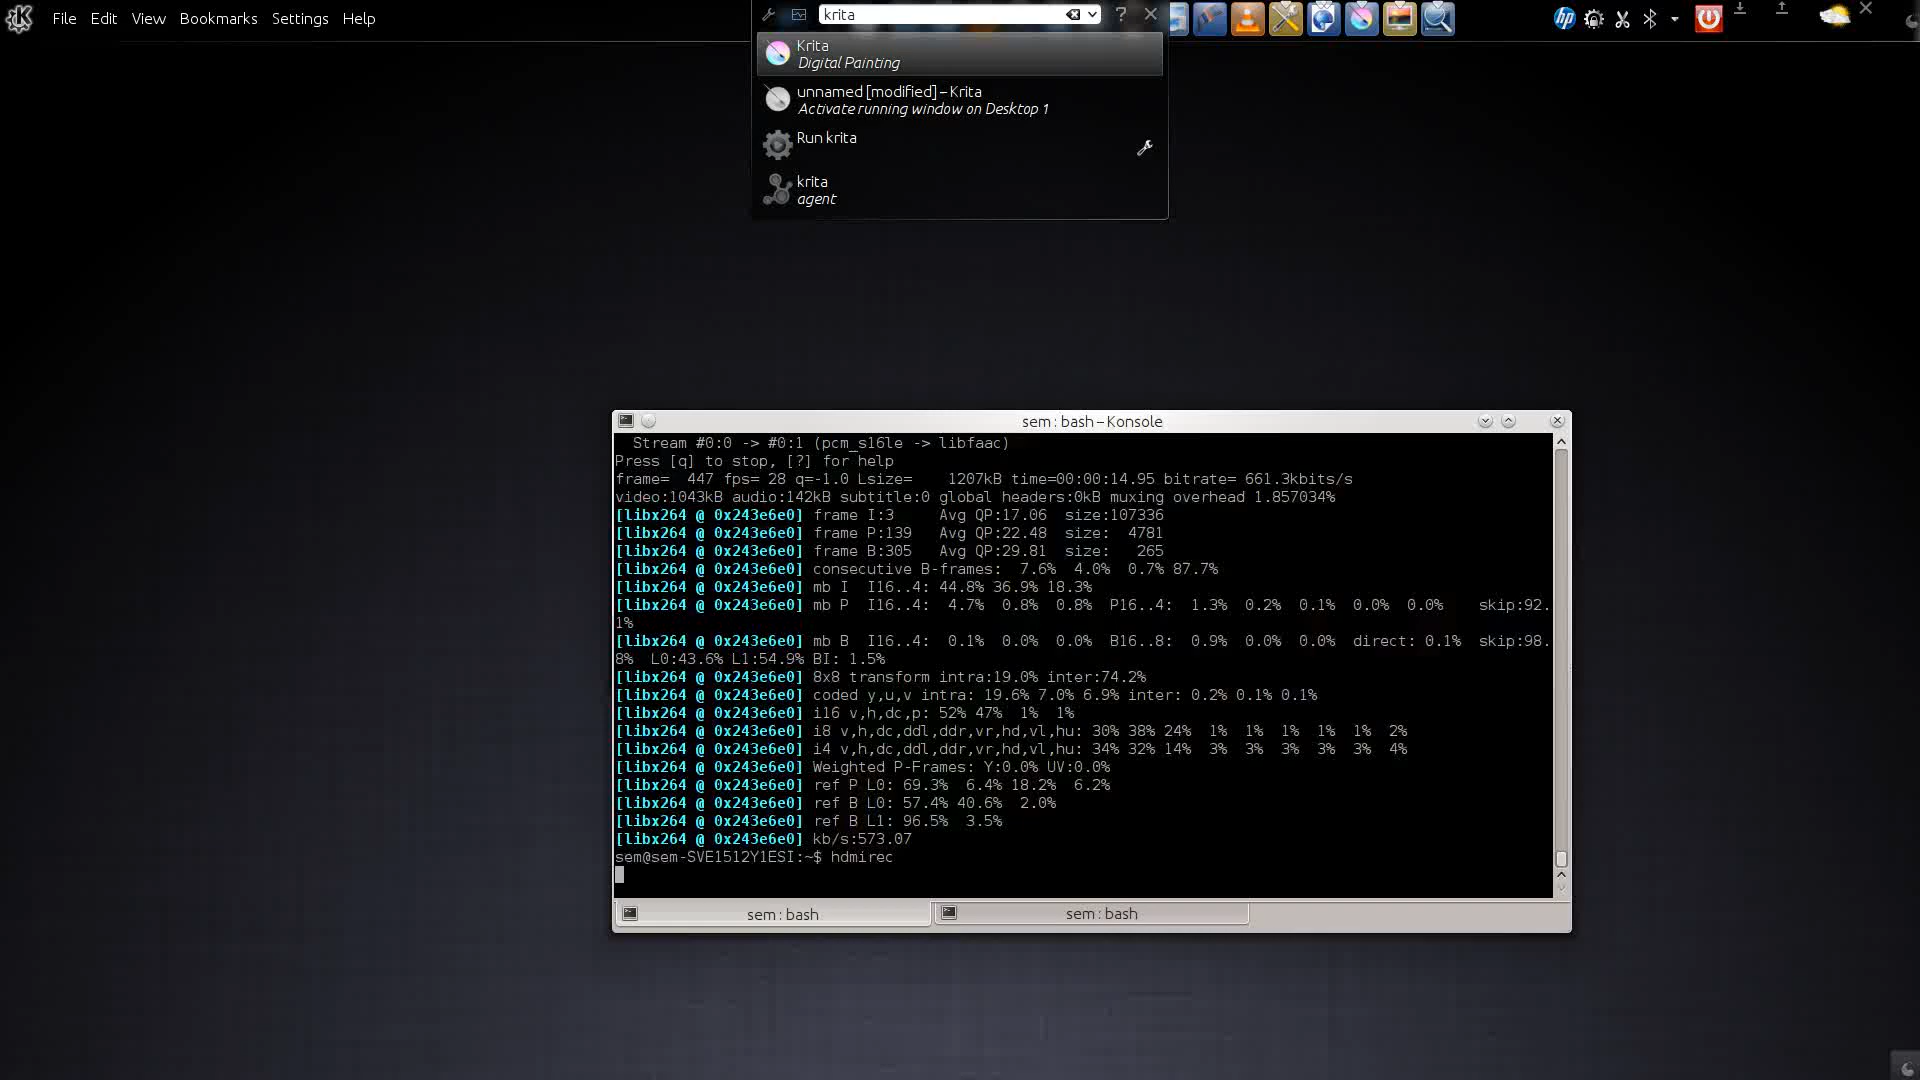 File Edit View Bookmarks Settings Help
krita
Krita
Digital Painting
unnamed [modified] – Krita
Activate running window on Desktop 1
Run krita
krita
agent
sem : bash – Konsole
Stream #0:0 -> #0:1 (pcm_s16le -> libfaac)
Press [q] to stop, [?] for help
frame=  447 fps= 28 q=-1.0 Lsize=    1207kB time=00:00:14.95 bitrate= 661.3kbits/s
video:1043kB audio:142kB subtitle:0 global headers:0kB muxing overhead 1.857034%
[libx264 @ 0x243e6e0] frame I:3     Avg QP:17.06  size:107336
[libx264 @ 0x243e6e0] frame P:139   Avg QP:22.48  size:  4781
[libx264 @ 0x243e6e0] frame B:305   Avg QP:29.81  size:   265
[libx264 @ 0x243e6e0] consecutive B-frames:  7.6%  4.0%  0.7% 87.7%
[libx264 @ 0x243e6e0] mb I  I16..4: 44.8% 36.9% 18.3%
[libx264 @ 0x243e6e0] mb P  I16..4:  4.7%  0.8%  0.8%  P16..4:  1.3%  0.2%  0.1%  0.0%  0.0%    skip:92.
1%
[libx264 @ 0x243e6e0] mb B  I16..4:  0.1%  0.0%  0.0%  B16..8:  0.9%  0.0%  0.0%  direct: 0.1%  skip:98.
8%  L0:43.6% L1:54.9% BI: 1.5%
[libx264 @ 0x243e6e0] 8x8 transform intra:19.0% inter:74.2%
[libx264 @ 0x243e6e0] coded y,u,v intra: 19.6% 7.0% 6.9% inter: 0.2% 0.1% 0.1%
[libx264 @ 0x243e6e0] i16 v,h,dc,p: 52% 47%  1%  1%
[libx264 @ 0x243e6e0] i8 v,h,dc,ddl,ddr,vr,hd,vl,hu: 30% 38% 24%  1%  1%  1%  1%  1%  2%
[libx264 @ 0x243e6e0] i4 v,h,dc,ddl,ddr,vr,hd,vl,hu: 34% 32% 14%  3%  3%  3%  3%  3%  4%
[libx264 @ 0x243e6e0] Weighted P-Frames: Y:0.0% UV:0.0%
[libx264 @ 0x243e6e0] ref P L0: 69.3%  6.4% 18.2%  6.2%
[libx264 @ 0x243e6e0] ref B L0: 57.4% 40.6%  2.0%
[libx264 @ 0x243e6e0] ref B L1: 96.5%  3.5%
[libx264 @ 0x243e6e0] kb/s:573.07
sem@sem-SVE1512Y1ESI:~$ hdmirec
sem : bash
sem : bash